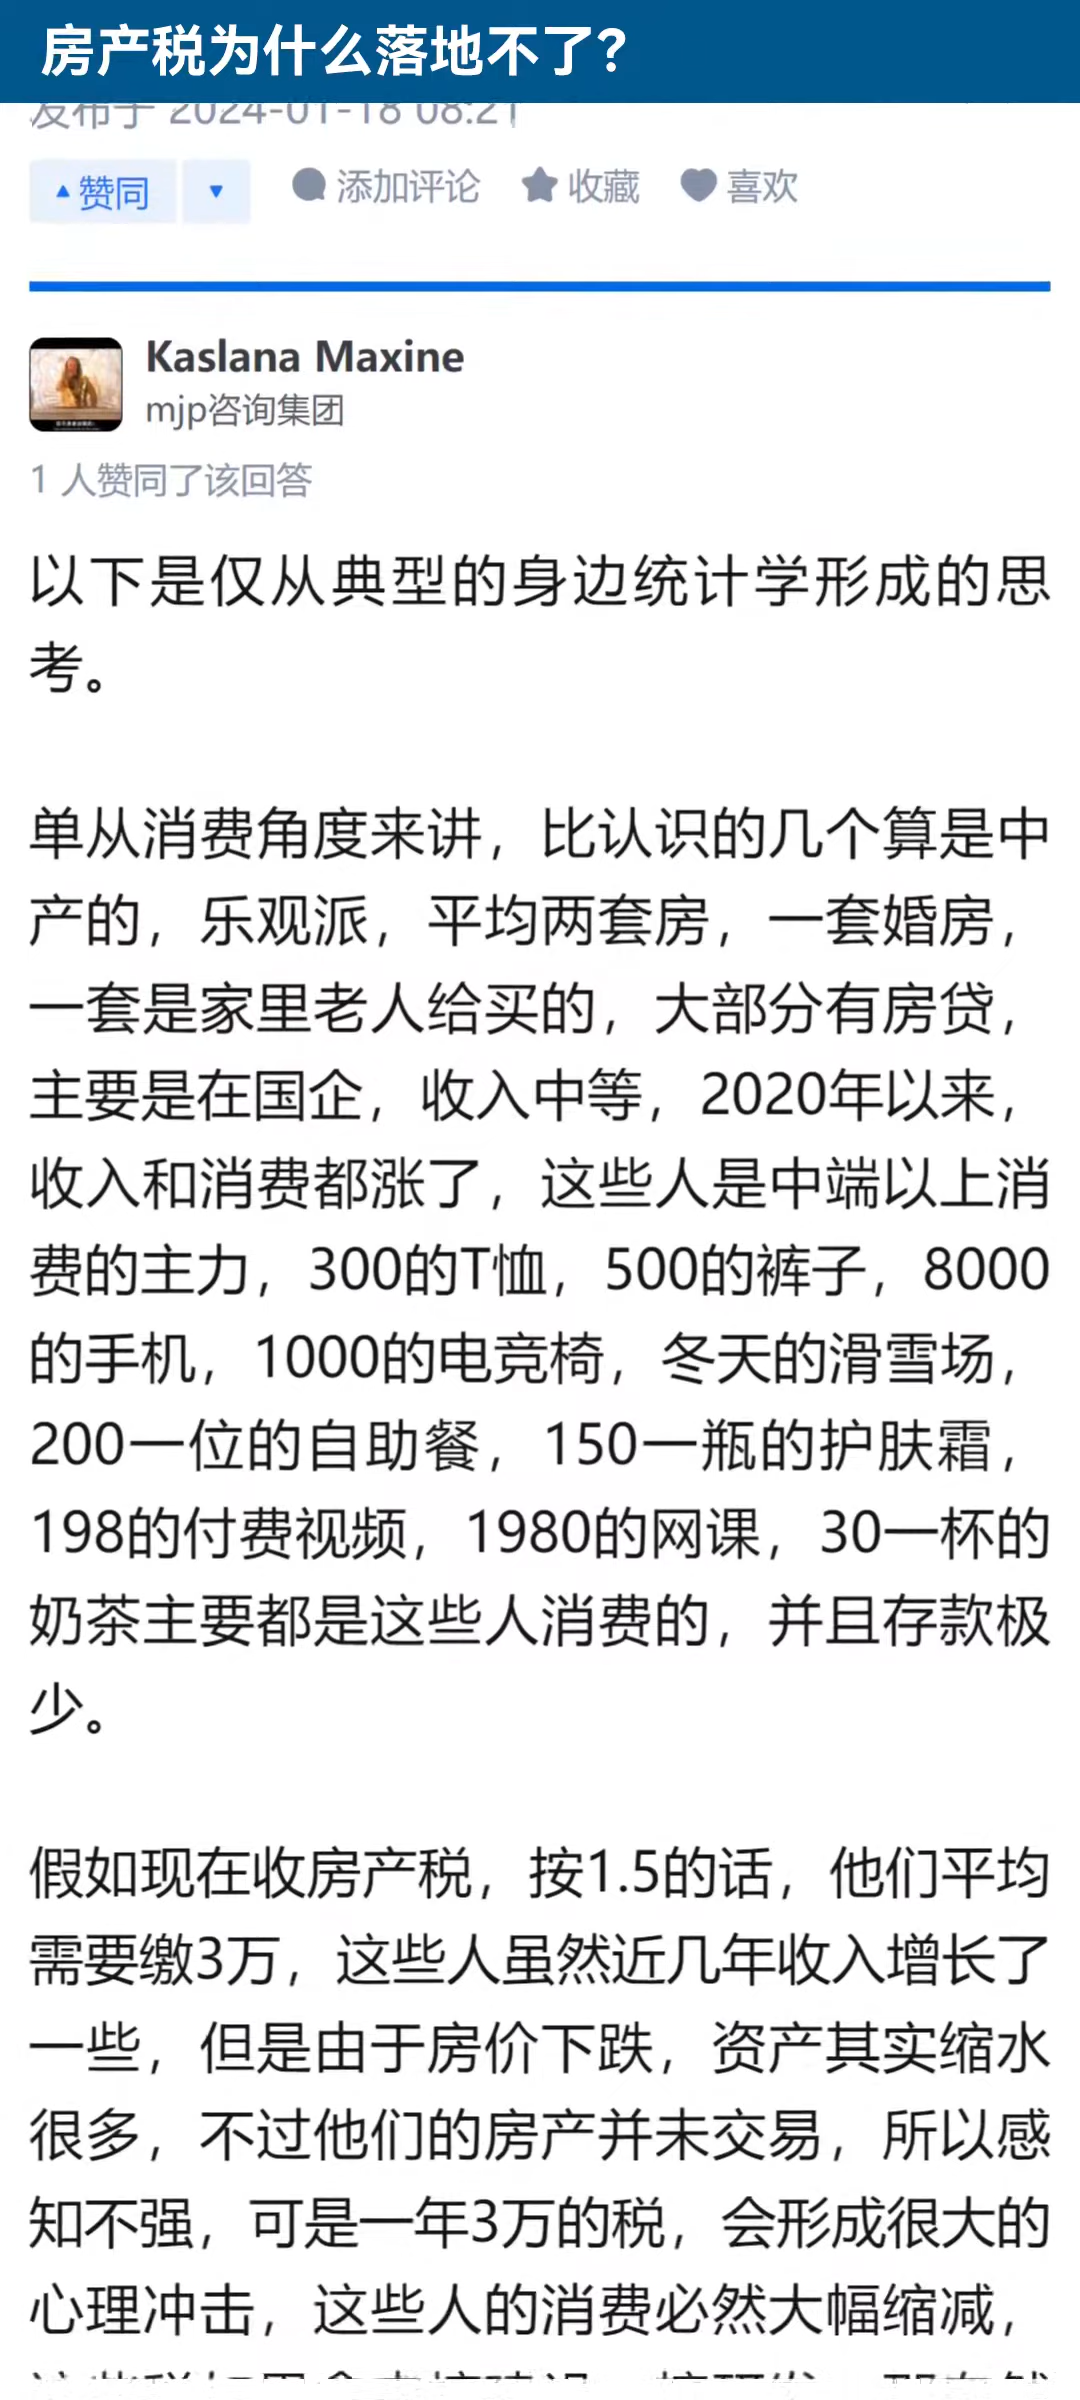 房产税为什么落地不了？
发布于 2024-01-18 08:21
赞同
添加评论
收藏
喜欢
Kaslana Maxine
mjp咨询集团
1 人赞同了该回答
以下是仅从典型的身边统计学形成的思
考。
单从消费角度来讲，比认识的几个算是中
产的，乐观派，平均两套房，一套婚房，
一套是家里老人给买的，大部分有房贷，
主要是在国企，收入中等，2020年以来，
收入和消费都涨了，这些人是中端以上消
费的主力，300的T恤，500的裤子，8000
的手机，1000的电竞椅，冬天的滑雪场，
200一位的自助餐，150一瓶的护肤霜，
198的付费视频，1980的网课，30一杯的
奶茶主要都是这些人消费的，并且存款极
少。
假如现在收房产税，按1.5的话，他们平均
需要缴3万，这些人虽然近几年收入增长了
一些，但是由于房价下跌，资产其实缩水
很多，不过他们的房产并未交易，所以感
知不强，可是一年3万的税，会形成很大的
心理冲击，这些人的消费必然大幅缩减，